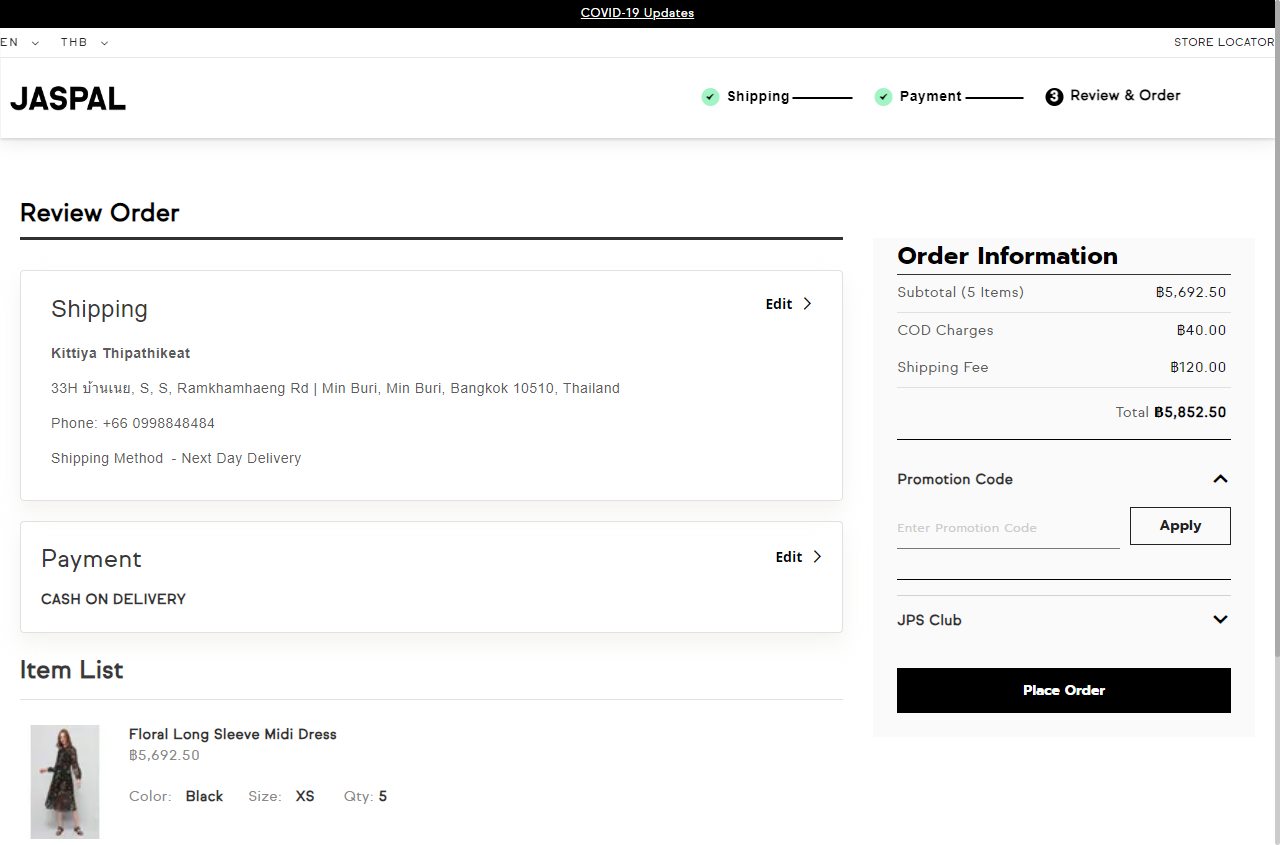 COVID-19 Updates
EN THB STORE LOCATOR
JASPAL
Shipping Payment 3 Review & Order
Review Order
Shipping
Edit
Kittiya Thipathikeat
33H บ้านเนย, S, S, Ramkhamhaeng Rd | Min Buri, Min Buri, Bangkok 10510, Thailand
Phone: +66 0998848484
Shipping Method - Next Day Delivery
Payment
Edit
CASH ON DELIVERY
Item List
Floral Long Sleeve Midi Dress
฿5,692.50
Color: Black Size: XS Qty: 5
Order Information
Subtotal (5 Items) ฿5,692.50
COD Charges ฿40.00
Shipping Fee ฿120.00
Total ฿5,852.50
Promotion Code
Enter Promotion Code
Apply
JPS Club
Place Order